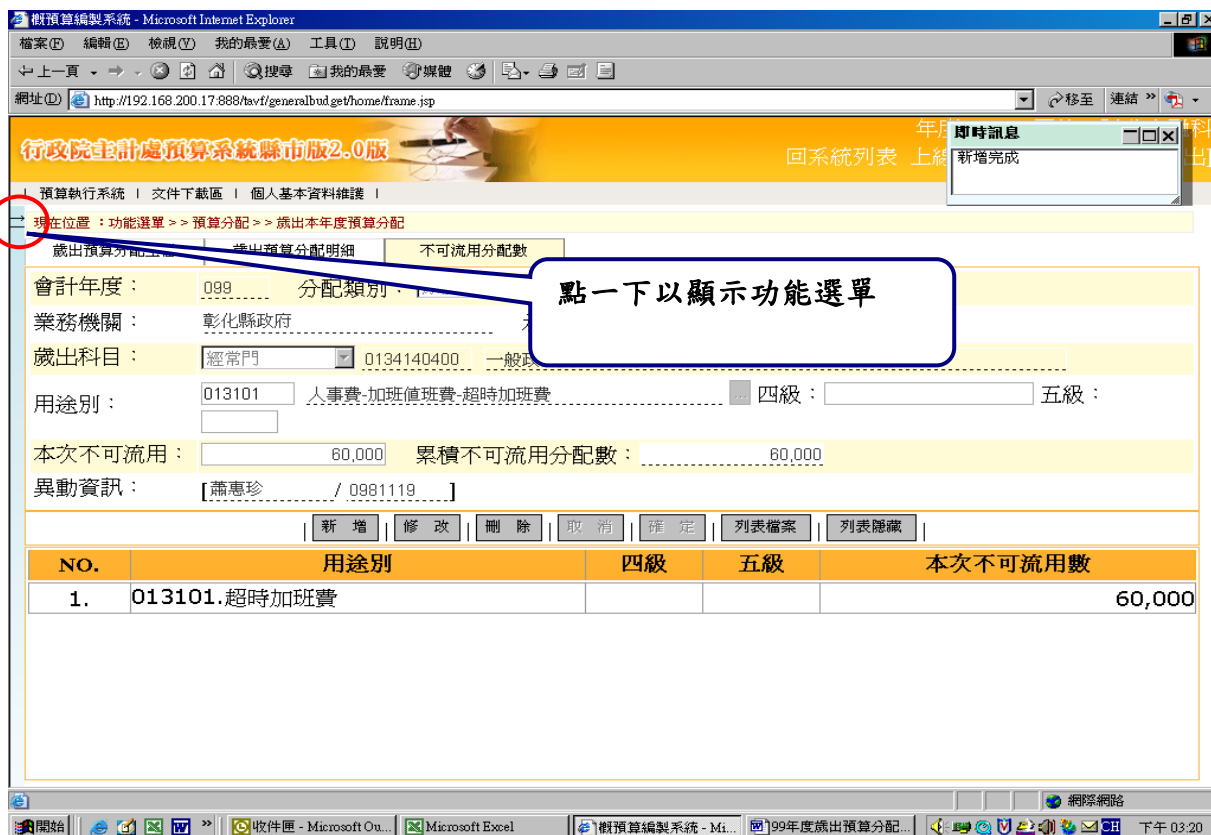 概預算編製系統 - Microsoft Internet Explorer
檔案(F) 編輯(E) 檢視(V) 我的最愛(A) 工具(T) 說明(H)
上一頁 搜尋 我的最愛 媒體
網址(D) http://192.168.200.17:888/tavf/generalbudget/home/frame.jsp 移至 連結 »
行政院主計處預算系統縣市版2.0版
回系統列表
即時訊息
新增完成
| 預算執行系統 | 文件下載區 | 個人基本資料維護 |
現在位置 : 功能選單 >> 預算分配 >> 歲出本年度預算分配
歲出預算分配 歲出預算分配明細 不可流用分配數
點一下以顯示功能選單
會計年度 : 099 分配類別 :
業務機關 : 彰化縣政府
歲出科目 : 經常門 0134140400 一般
用途別 : 013101 人事費-加班值班費-超時加班費 ... 四級 : 五級 :
本次不可流用 : 60,000 累積不可流用分配數 : 60,000
異動資訊 : [蕭惠珍 / 0981119 ]
| 新 增 | 修 改 | 刪 除 | 取 消 | 確 定 | 列表檔案 | 列表隱藏 |
NO. 用途別 四級 五級 本次不可流用數
1. 013101.超時加班費 60,000
網際網路
開始 » 收件匣 - Microsoft Ou... Microsoft Excel 概預算編製系統 - Mi... 99年度歲出預算分配... CH 下午 03:20